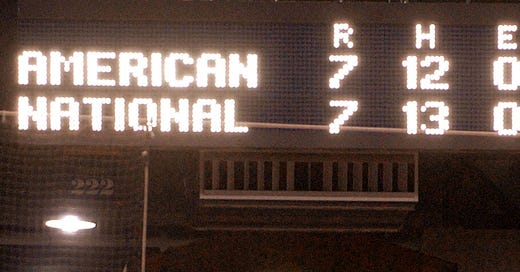 R H E
AMERICAN 7 12 0
NATIONAL 7 13 0
222